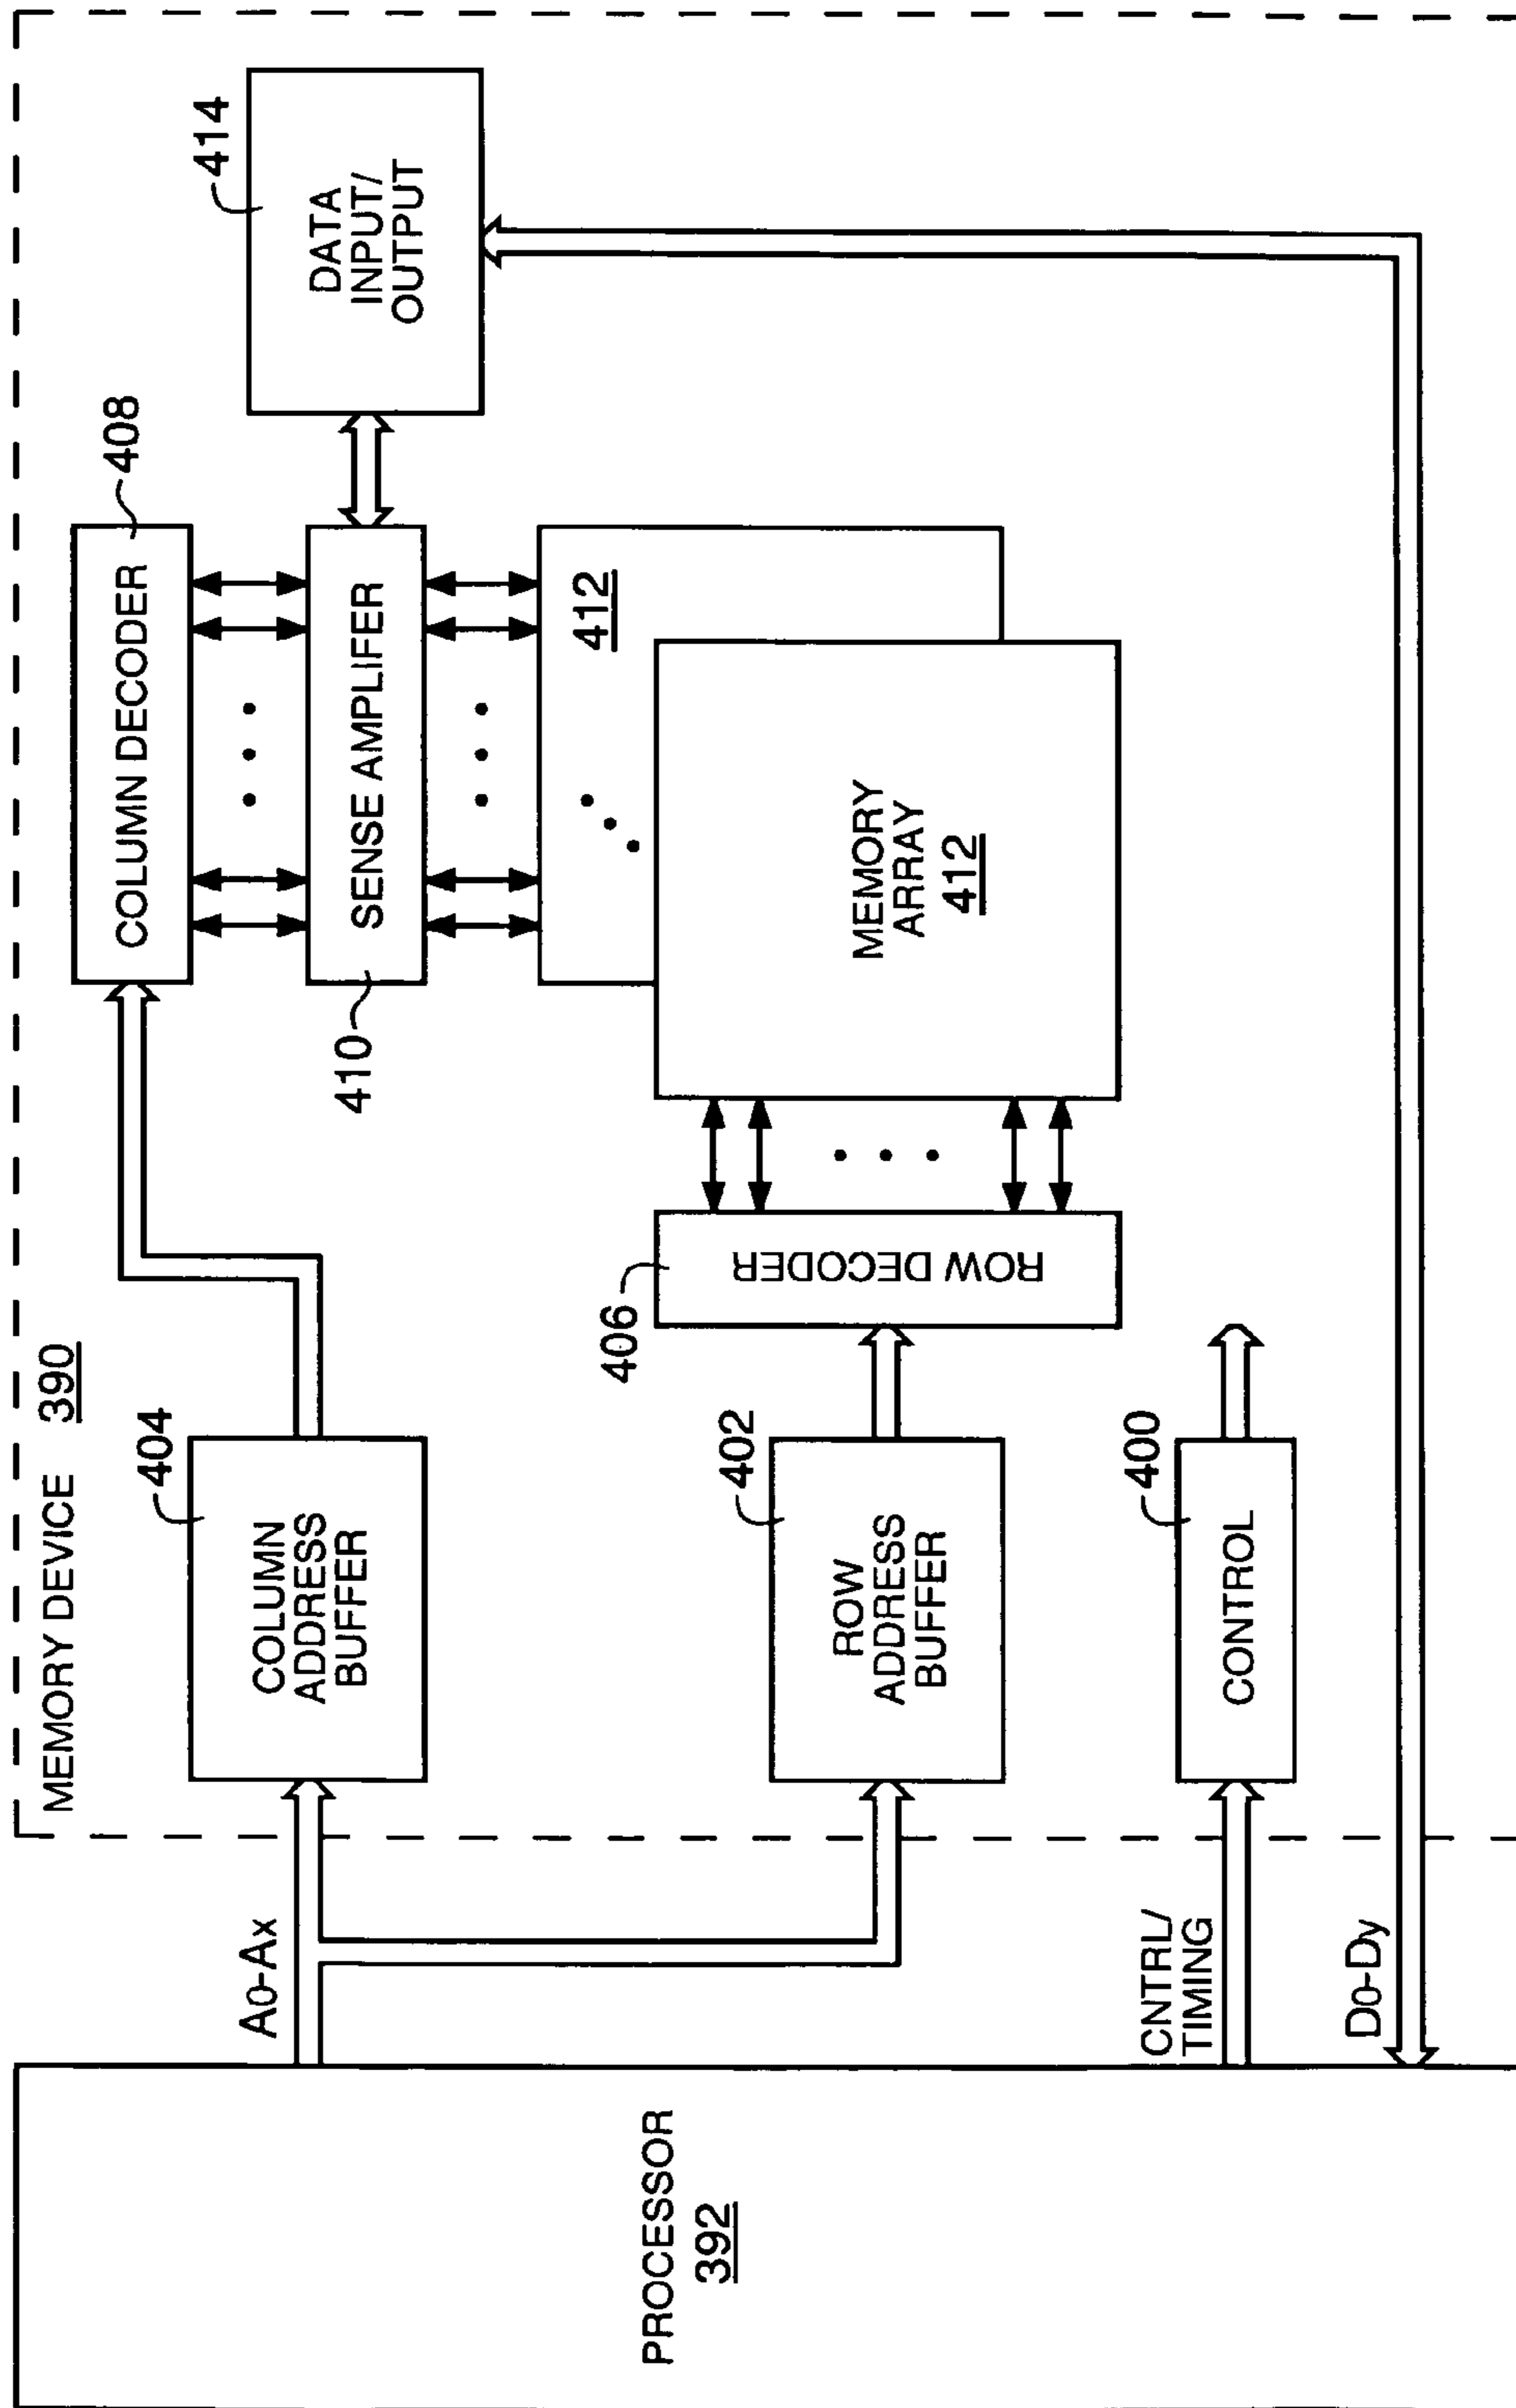 MEMORY DEVICE 390
COLUMN DECODER
408
404
COLUMN
ADDRESS
BUFFER
A0-Ax
410
SENSE AMPLIFER
414
DATA
INPUT/
OUTPUT
412
406
ROW DECODER
MEMORY
ARRAY
412
PROCESSOR
392
402
ROW
ADDRESS
BUFFER
400
CONTROL
CNTRL/
TIMING
D0-Dy